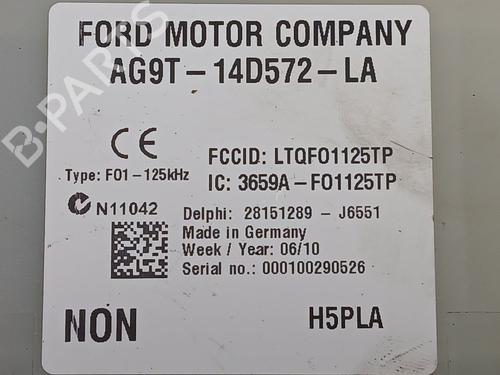 FORD MOTOR COMPANY
AG9T-14D572-LA
CE
Type: F01-125kHz
FCCID: LTQFO1125TP
IC: 3659A-FO1125TP
N11042
Delphi: 28151289 - J6551
Made in Germany
Week / Year: 06/10
Serial no.: 000100290526
NON
H5PLA
B-PARTS